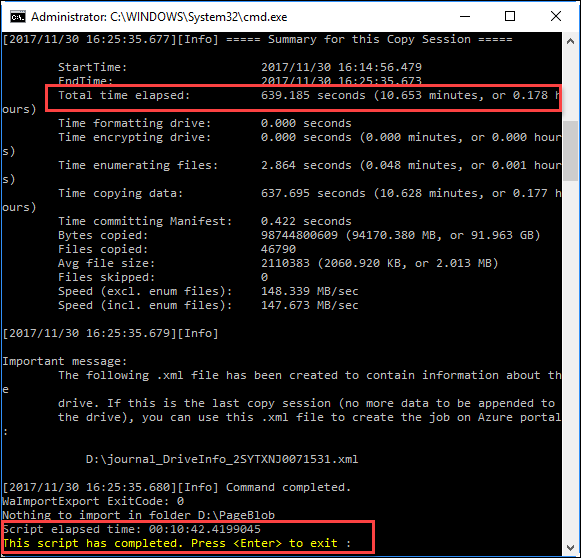 Administrator: C:\WINDOWS\System32\cmd.exe
[2017/11/30 16:25:35.677][Info] ===== Summary for this Copy Session =====
StartTime: 2017/11/30 16:14:56.479
EndTime: 2017/11/30 16:25:35.673
Total time elapsed: 639.185 seconds (10.653 minutes, or 0.178 h
ours)
Time formatting drive: 0.000 seconds
Time encrypting drive: 0.000 seconds (0.000 minutes, or 0.000 hour
s)
Time enumerating files: 2.864 seconds (0.048 minutes, or 0.001 hour
s)
Time copying data: 637.695 seconds (10.628 minutes, or 0.177 h
ours)
Time committing Manifest: 0.422 seconds
Bytes copied: 98744800609 (94170.380 MB, or 91.963 GB)
Files copied: 46790
Avg file size: 2110383 (2060.920 KB, or 2.013 MB)
Files skipped: 0
Speed (excl. enum files): 148.339 MB/sec
Speed (incl. enum files): 147.673 MB/sec
[2017/11/30 16:25:35.679][Info]
Important message:
The following .xml file has been created to contain information about th
e
drive. If this is the last copy session (no more data to be appended to
the drive), you can use this .xml file to create the job on Azure portal
:
D:\journal_DriveInfo_2SYTXNJ0071531.xml
[2017/11/30 16:25:35.680][Info] Command completed.
WaImportExport ExitCode: 0
Nothing to import in folder D:\PageBlob
Script elapsed time: 00:10:42.4199045
This script has completed. Press <Enter> to exit :